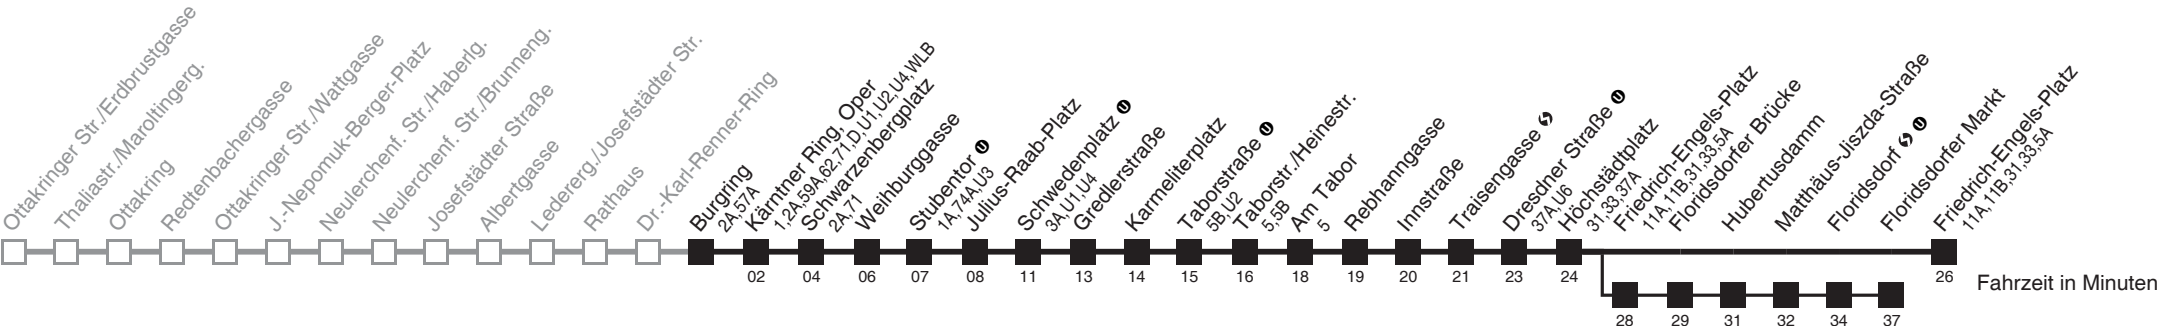 Ottakringer Str./Erdbrustgasse
Thaliastr./Maroltingerg.
Ottakring
Redtenbachergasse
Ottakringer Str./Wattgasse
J.-Nepomuk-Berger-Platz
Neulerchenf. Str./Haberlg.
Neulerchenf. Str./Brunneng.
Josefstädter Straße
Albertgasse
Ledererg./Josefstädter Str.
Rathaus
Dr.-Karl-Renner-Ring
Burgring
2A,57A
Kärntner Ring, Oper
1,2A,59A,62,71,D,U1,U2,U4,WLB
Schwarzenbergplatz
2A,71
Weihburggasse
Stubentor U
1A,74A,U3
Julius-Raab-Platz
Schwedenplatz U
3A,U1,U4
Gredlerstraße
Karmeliterplatz
Taborstraße U
5B,U2
Taborstr./Heinestr.
5,5B
Am Tabor
5
Rebhanngasse
Innstraße
Traisengasse S
Dresdner Straße U
37A,U6
Höchstädtplatz
31,33,37A
Friedrich-Engels-Platz
11A,11B,31,33,5A
Floridsdorfer Brücke
Hubertusdamm
Matthäus-Jiszda-Straße
Floridsdorf S U
Floridsdorfer Markt
Friedrich-Engels-Platz
11A,11B,31,33,5A
02 04 06 07 08 11 13 14 15 16 18 19 20 21 23 24 26
Fahrzeit in Minuten
28 29 31 32 34 37